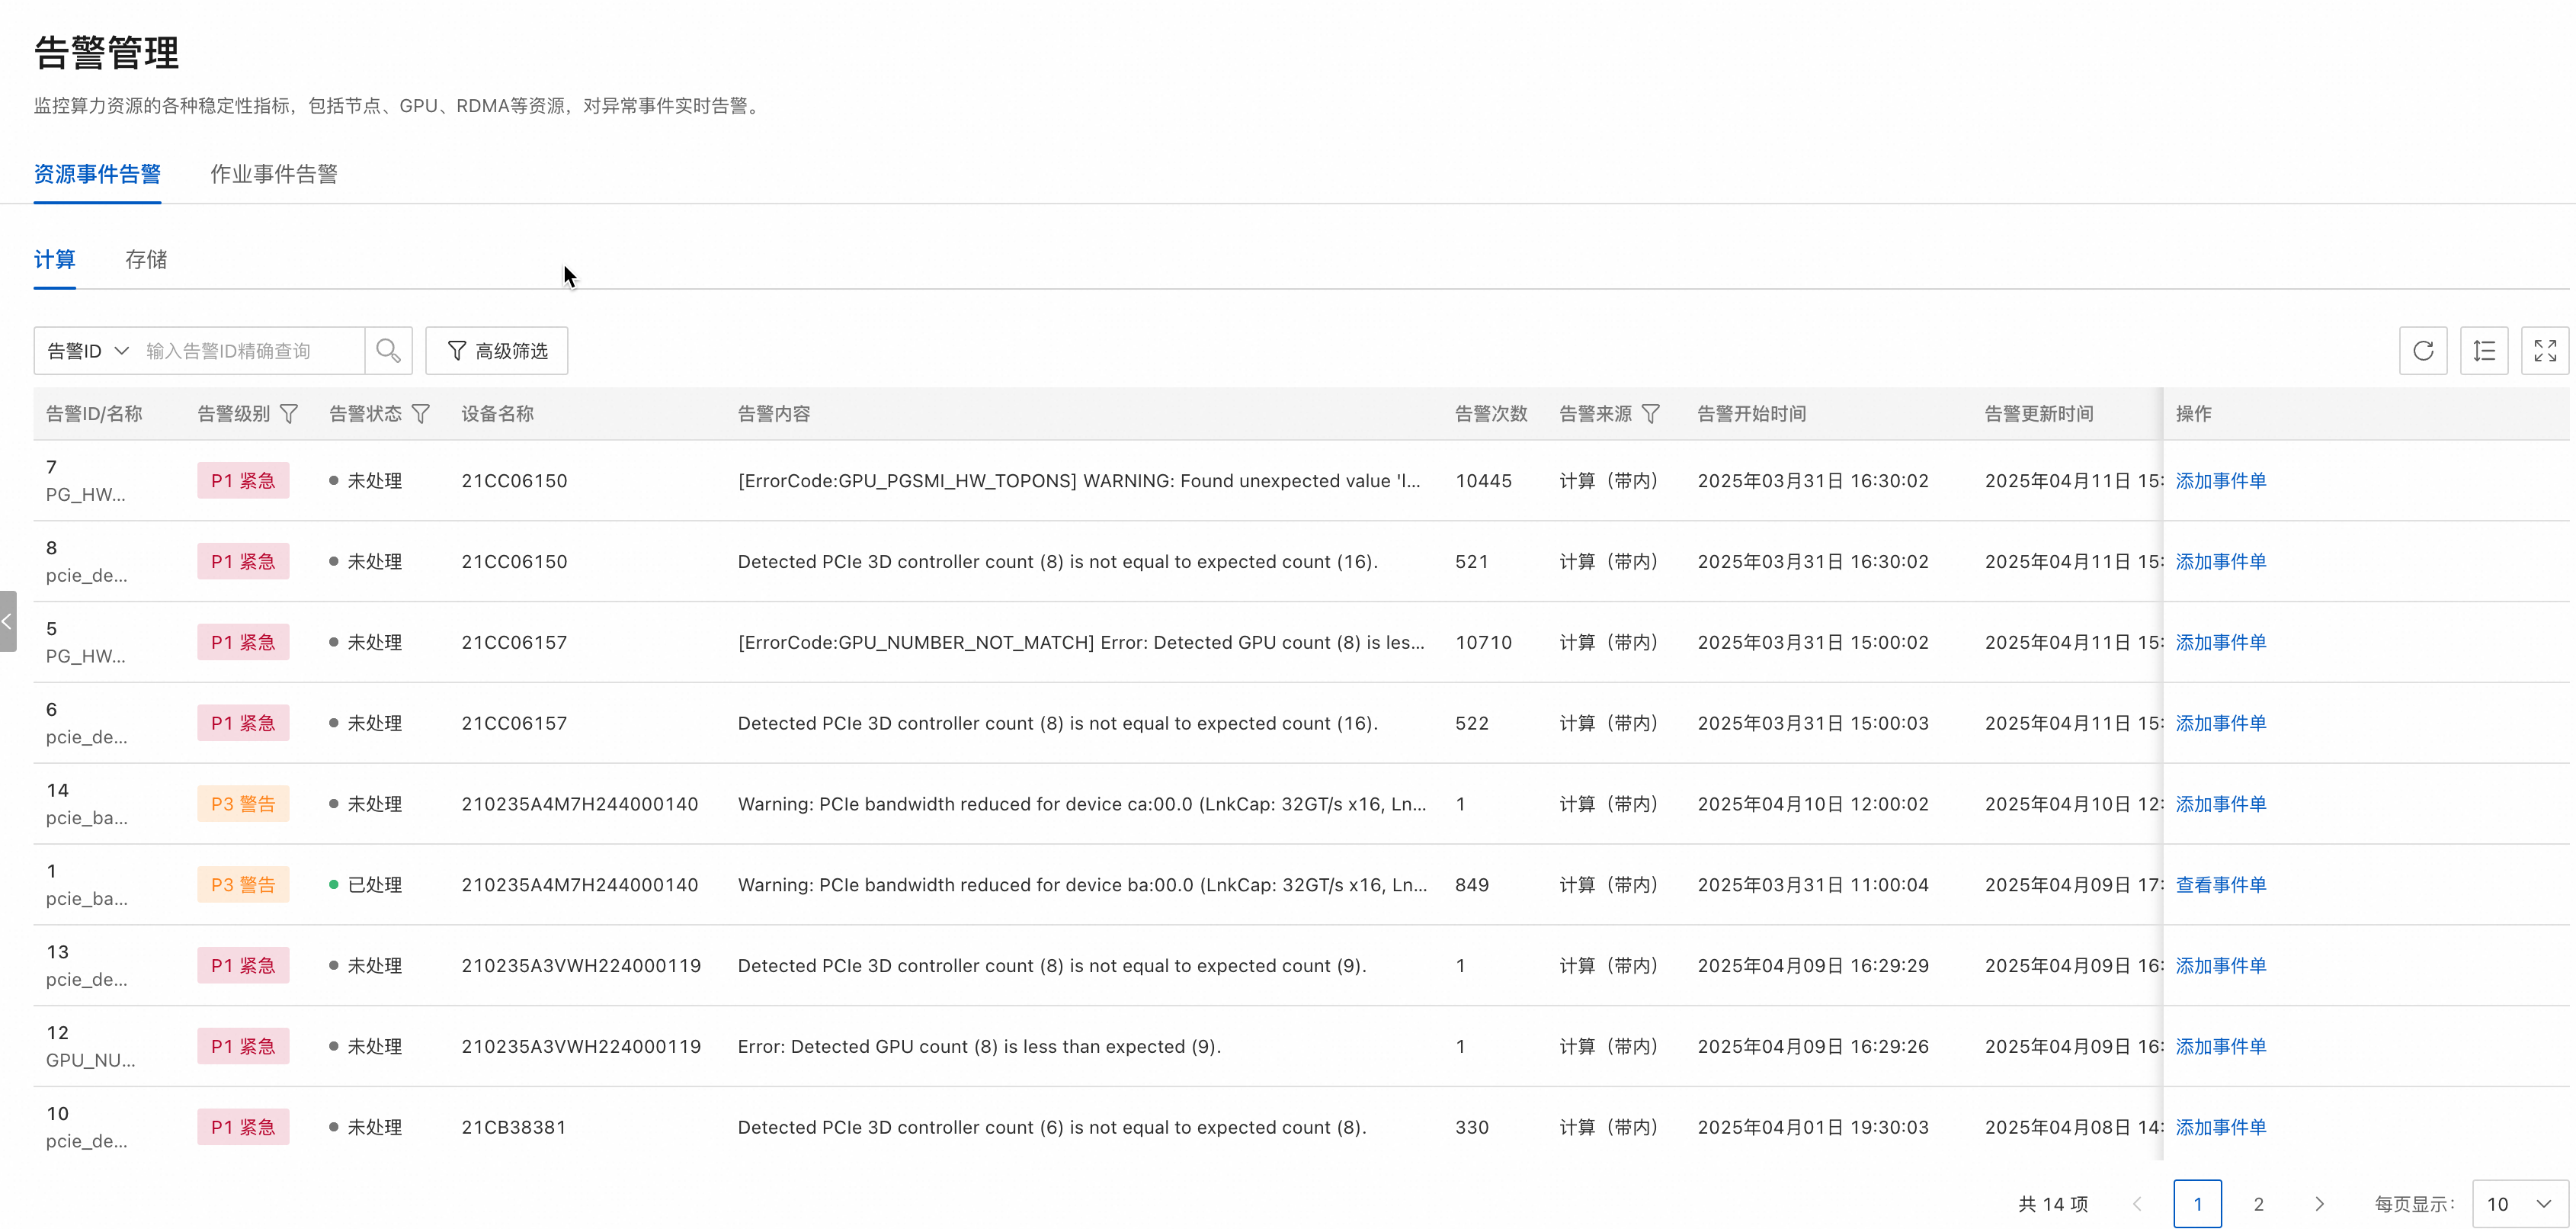 告警管理
监控算力资源的各种稳定性指标，包括节点、GPU、RDMA等资源，对异常事件实时告警。
资源事件告警 作业事件告警
计算 存储
告警ID 输入告警ID精确查询 高级筛选
告警ID/名称 告警级别 告警状态 设备名称 告警内容 告警次数 告警来源 告警开始时间 告警更新时间 操作
7
PG_HW... P1 紧急 未处理 21CC06150 [ErrorCode:GPU_PGSMI_HW_TOPONS] WARNING: Found unexpected value 'l... 10445 计算（带内） 2025年03月31日 16:30:02 2025年04月11日 15: 添加事件单
8
pcie_de... P1 紧急 未处理 21CC06150 Detected PCIe 3D controller count (8) is not equal to expected count (16). 521 计算（带内） 2025年03月31日 16:30:02 2025年04月11日 15: 添加事件单
5
PG_HW... P1 紧急 未处理 21CC06157 [ErrorCode:GPU_NUMBER_NOT_MATCH] Error: Detected GPU count (8) is les... 10710 计算（带内） 2025年03月31日 15:00:02 2025年04月11日 15: 添加事件单
6
pcie_de... P1 紧急 未处理 21CC06157 Detected PCIe 3D controller count (8) is not equal to expected count (16). 522 计算（带内） 2025年03月31日 15:00:03 2025年04月11日 15: 添加事件单
14
pcie_ba... P3 警告 未处理 210235A4M7H244000140 Warning: PCIe bandwidth reduced for device ca:00.0 (LnkCap: 32GT/s x16, Ln... 1 计算（带内） 2025年04月10日 12:00:02 2025年04月10日 12: 添加事件单
1
pcie_ba... P3 警告 已处理 210235A4M7H244000140 Warning: PCIe bandwidth reduced for device ba:00.0 (LnkCap: 32GT/s x16, Ln... 849 计算（带内） 2025年03月31日 11:00:04 2025年04月09日 17: 查看事件单
13
pcie_de... P1 紧急 未处理 210235A3VWH224000119 Detected PCIe 3D controller count (8) is not equal to expected count (9). 1 计算（带内） 2025年04月09日 16:29:29 2025年04月09日 16: 添加事件单
12
GPU_NU... P1 紧急 未处理 210235A3VWH224000119 Error: Detected GPU count (8) is less than expected (9). 1 计算（带内） 2025年04月09日 16:29:26 2025年04月09日 16: 添加事件单
10
pcie_de... P1 紧急 未处理 21CB38381 Detected PCIe 3D controller count (6) is not equal to expected count (8). 330 计算（带内） 2025年04月01日 19:30:03 2025年04月08日 14: 添加事件单
共 14 项 1 2 每页显示： 10